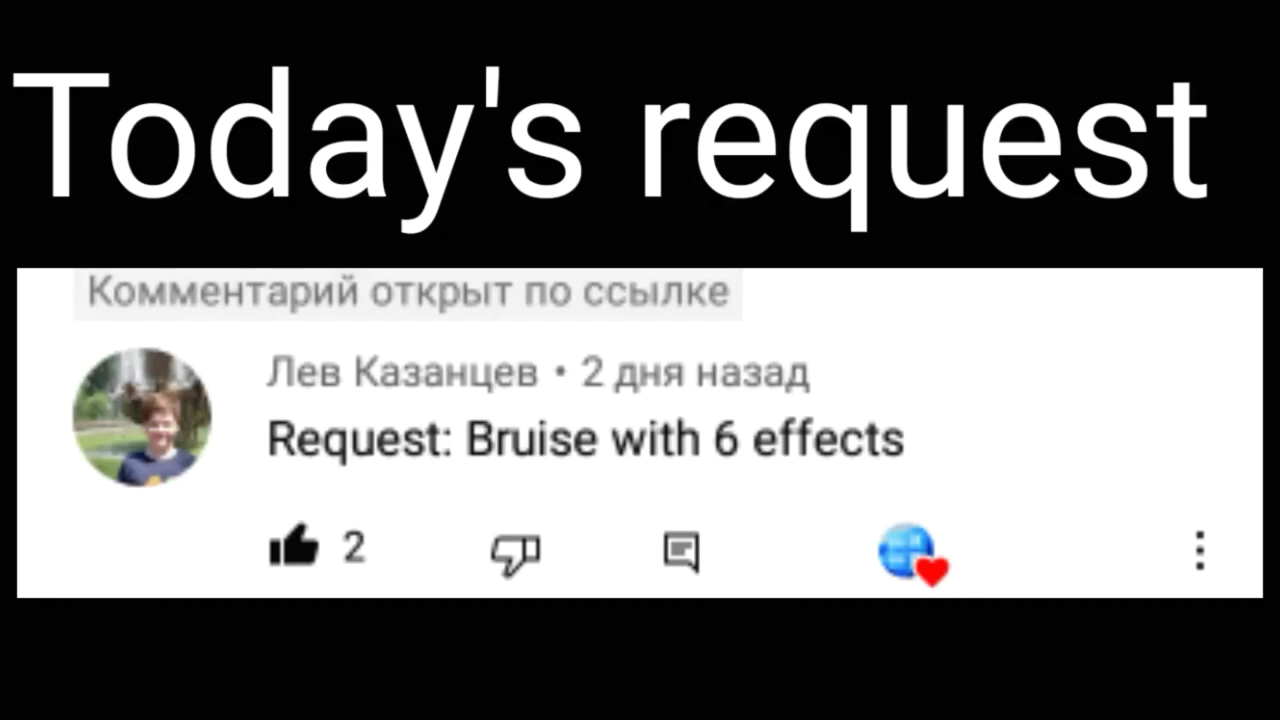 Today's request
Комментарий открыт по ссылке
Лев Казанцев • 2 дня назад
Request: Bruise with 6 effects
2